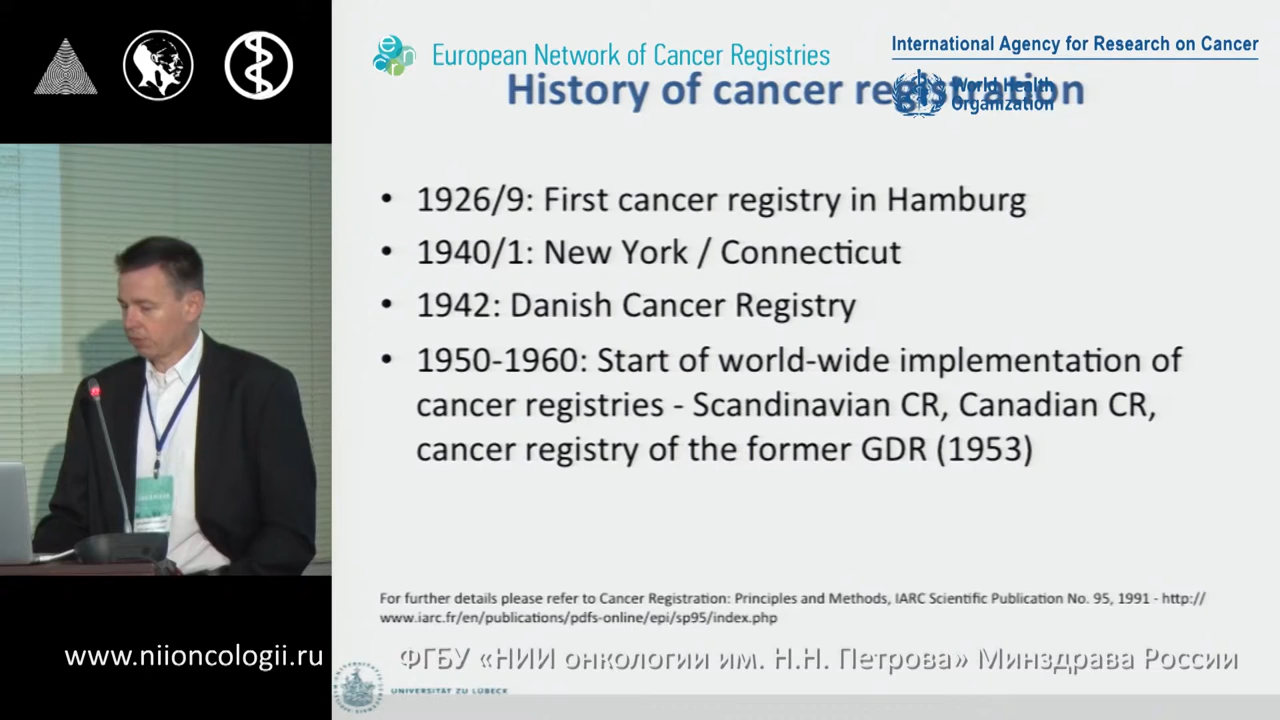 European Network of Cancer Registries
International Agency for Research on Cancer
World Health
Organization
History of cancer registration
• 1926/9: First cancer registry in Hamburg
• 1940/1: New York / Connecticut
• 1942: Danish Cancer Registry
• 1950-1960: Start of world-wide implementation of
cancer registries - Scandinavian CR, Canadian CR,
cancer registry of the former GDR (1953)
For further details please refer to Cancer Registration: Principles and Methods, IARC Scientific Publication No. 95, 1991 - http://
www.iarc.fr/en/publications/pdfs-online/epi/sp95/index.php
www.niioncologii.ru
ФГБУ «НИИ онкологии им. Н.Н. Петрова» Минздрава России
UNIVERSITÄT ZU LÜBECK